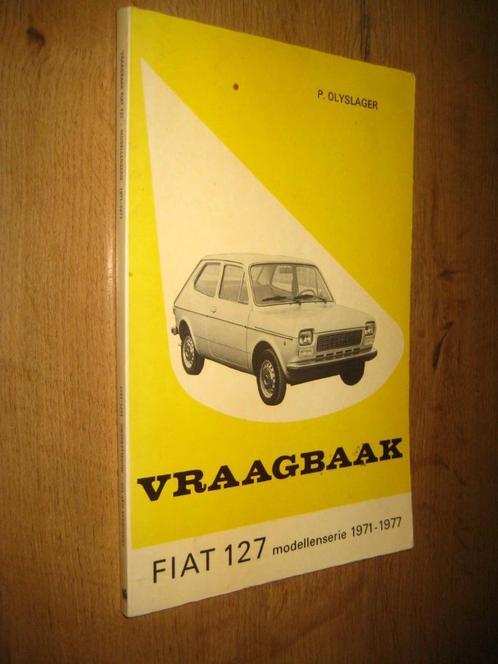 P. OLYSLAGER
VRAAGBAAK
FIAT 127 modellenserie 1971-1977